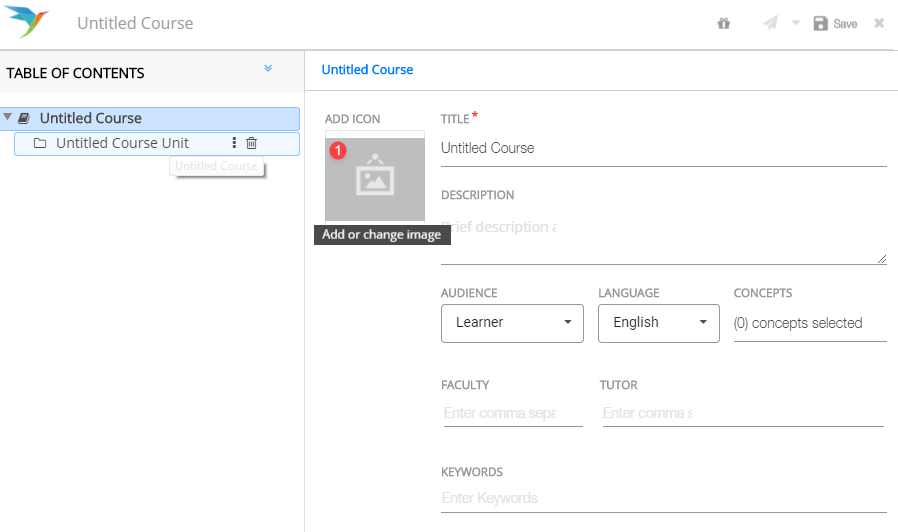 Untitled Course
Save
TABLE OF CONTENTS
Untitled Course
Untitled Course Unit
Untitled Course
Untitled Course
ADD ICON
1
Add or change image
TITLE *
Untitled Course
DESCRIPTION
Brief description a
AUDIENCE
LANGUAGE
CONCEPTS
Learner
English
(0) concepts selected
FACULTY
TUTOR
Enter comma sepa
Enter comma s
KEYWORDS
Enter Keywords